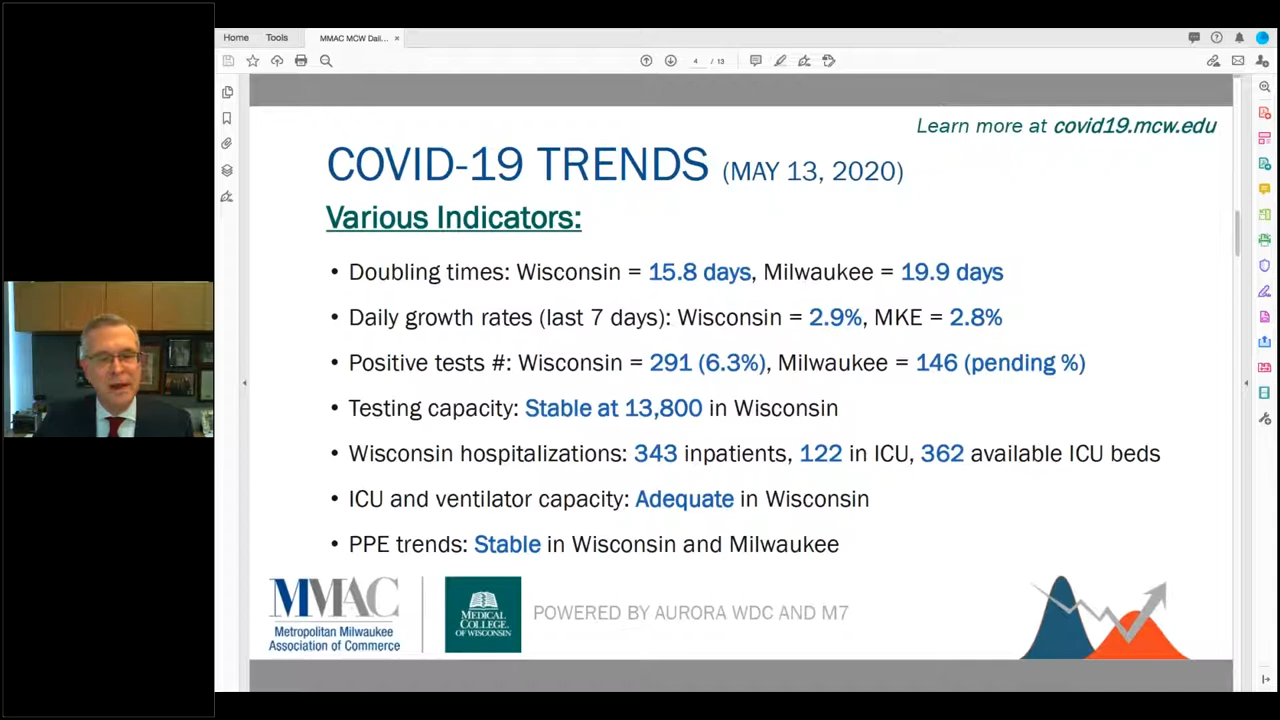 Home Tools MMAC MCW Dail... ×
4 / 13
Learn more at covid19.mcw.edu
COVID-19 TRENDS (MAY 13, 2020)
Various Indicators:
• Doubling times: Wisconsin = 15.8 days, Milwaukee = 19.9 days
• Daily growth rates (last 7 days): Wisconsin = 2.9%, MKE = 2.8%
• Positive tests #: Wisconsin = 291 (6.3%), Milwaukee = 146 (pending %)
• Testing capacity: Stable at 13,800 in Wisconsin
• Wisconsin hospitalizations: 343 inpatients, 122 in ICU, 362 available ICU beds
• ICU and ventilator capacity: Adequate in Wisconsin
• PPE trends: Stable in Wisconsin and Milwaukee
MMAC
Metropolitan Milwaukee
Association of Commerce
MEDICAL
COLLEGE
OF WISCONSIN
POWERED BY AURORA WDC AND M7